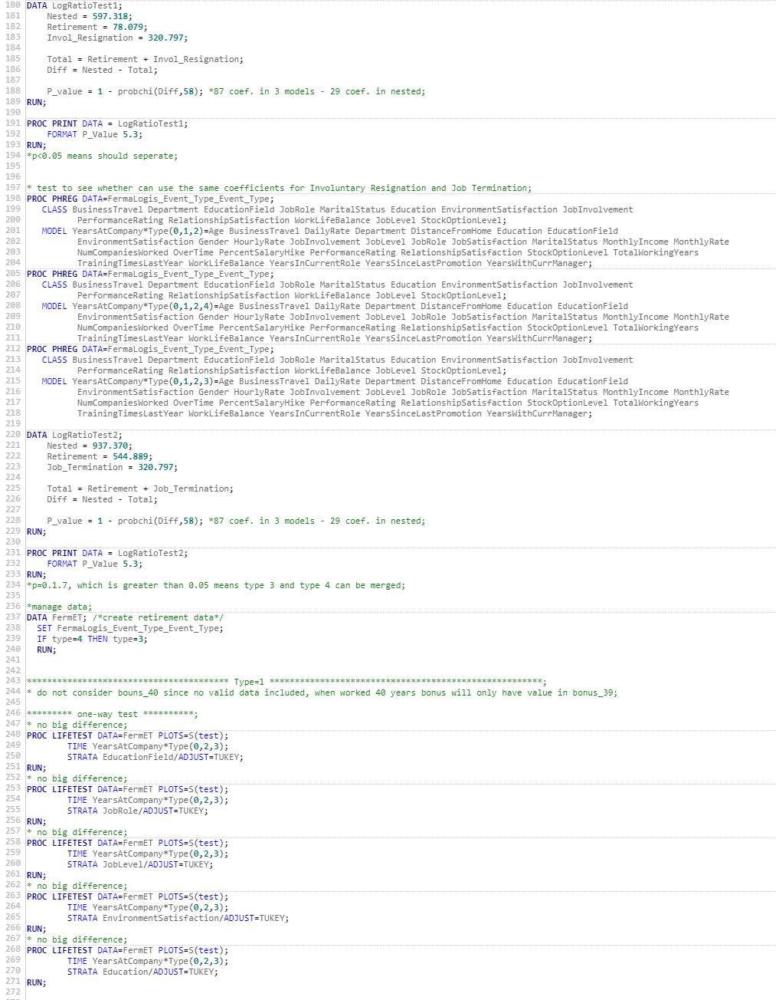 180 DATA LogRatioTest1;
181     Nested = 597.318;
182     Retirement = 78.079;
183     Invol_Resignation = 320.797;
184
185     Total = Retirement + Invol_Resignation;
186     Diff = Nested - Total;
187
188     P_value = 1 - probchi(Diff,58); *87 coef. in 3 models - 29 coef. in nested;
189 RUN;
190
191 PROC PRINT DATA = LogRatioTest1;
192     FORMAT P_Value 5.3;
193 RUN;
194 *p<0.05 means should seperate;
195
196
197 * test to see whether can use the same coefficients for Involuntary Resignation and Job Termination;
198 PROC PHREG DATA=FermaLogis_Event_Type_Event_Type;
199    CLASS BusinessTravel Department EducationField JobRole MaritalStatus Education EnvironmentSatisfaction JobInvolvement
200           PerformanceRating RelationshipSatisfaction WorkLifeBalance JobLevel StockOptionLevel;
201    MODEL YearsAtCompany*Type(0,1,2)=Age BusinessTravel DailyRate Department DistanceFromHome Education EducationField
202           EnvironmentSatisfaction Gender HourlyRate JobInvolvement JobLevel JobRole JobSatisfaction MaritalStatus MonthlyIncome MonthlyRate
203           NumCompaniesWorked OverTime PercentSalaryHike PerformanceRating RelationshipSatisfaction StockOptionLevel TotalWorkingYears
204           TrainingTimesLastYear WorkLifeBalance YearsInCurrentRole YearsSinceLastPromotion YearsWithCurrManager;
205 PROC PHREG DATA=FermaLogis_Event_Type_Event_Type;
206    CLASS BusinessTravel Department EducationField JobRole MaritalStatus Education EnvironmentSatisfaction JobInvolvement
207           PerformanceRating RelationshipSatisfaction WorkLifeBalance JobLevel StockOptionLevel;
208    MODEL YearsAtCompany*Type(0,1,2,4)=Age BusinessTravel DailyRate Department DistanceFromHome Education EducationField
209           EnvironmentSatisfaction Gender HourlyRate JobInvolvement JobLevel JobRole JobSatisfaction MaritalStatus MonthlyIncome MonthlyRate
210           NumCompaniesWorked OverTime PercentSalaryHike PerformanceRating RelationshipSatisfaction StockOptionLevel TotalWorkingYears
211           TrainingTimesLastYear WorkLifeBalance YearsInCurrentRole YearsSinceLastPromotion YearsWithCurrManager;
212 PROC PHREG DATA=FermaLogis_Event_Type_Event_Type;
213    CLASS BusinessTravel Department EducationField JobRole MaritalStatus Education EnvironmentSatisfaction JobInvolvement
214           PerformanceRating RelationshipSatisfaction WorkLifeBalance JobLevel StockOptionLevel;
215    MODEL YearsAtCompany*Type(0,1,2,3)=Age BusinessTravel DailyRate Department DistanceFromHome Education EducationField
216           EnvironmentSatisfaction Gender HourlyRate JobInvolvement JobLevel JobRole JobSatisfaction MaritalStatus MonthlyIncome MonthlyRate
217           NumCompaniesWorked OverTime PercentSalaryHike PerformanceRating RelationshipSatisfaction StockOptionLevel TotalWorkingYears
218           TrainingTimesLastYear WorkLifeBalance YearsInCurrentRole YearsSinceLastPromotion YearsWithCurrManager;
219
220 DATA LogRatioTest2;
221     Nested = 937.370;
222     Retirement = 544.889;
223     Job_Termination = 320.797;
224
225     Total = Retirement + Job_Termination;
226     Diff = Nested - Total;
227
228     P_value = 1 - probchi(Diff,58); *87 coef. in 3 models - 29 coef. in nested;
229 RUN;
230
231 PROC PRINT DATA = LogRatioTest2;
232     FORMAT P_Value 5.3;
233 RUN;
234 *p=0.1.7, which is greater than 0.05 means type 3 and type 4 can be merged;
235
236 *manage data;
237 DATA FermET; /*create retirement data*/
238   SET FermaLogis_Event_Type_Event_Type;
239   IF type=4 THEN type=3;
240   RUN;
241
242
243 **************************************** Type=1 ******************************************************;
244 * do not consider bouns_40 since no valid data included, when worked 40 years bonus will only have value in bonus_39;
245
246 ********* one-way test **********;
247 * no big difference;
248 PROC LIFETEST DATA=FermET PLOTS=S(test);
249         TIME YearsAtCompany*Type(0,2,3);
250         STRATA EducationField/ADJUST=TUKEY;
251 RUN;
252 * no big difference;
253 PROC LIFETEST DATA=FermET PLOTS=S(test);
254         TIME YearsAtCompany*Type(0,2,3);
255         STRATA JobRole/ADJUST=TUKEY;
256 RUN;
257 * no big difference;
258 PROC LIFETEST DATA=FermET PLOTS=S(test);
259         TIME YearsAtCompany*Type(0,2,3);
260         STRATA JobLevel/ADJUST=TUKEY;
261 RUN;
262 * no big difference;
263 PROC LIFETEST DATA=FermET PLOTS=S(test);
264         TIME YearsAtCompany*Type(0,2,3);
265         STRATA EnvironmentSatisfaction/ADJUST=TUKEY;
266 RUN;
267 * no big difference;
268 PROC LIFETEST DATA=FermET PLOTS=S(test);
269         TIME YearsAtCompany*Type(0,2,3);
270         STRATA Education/ADJUST=TUKEY;
271 RUN;
272